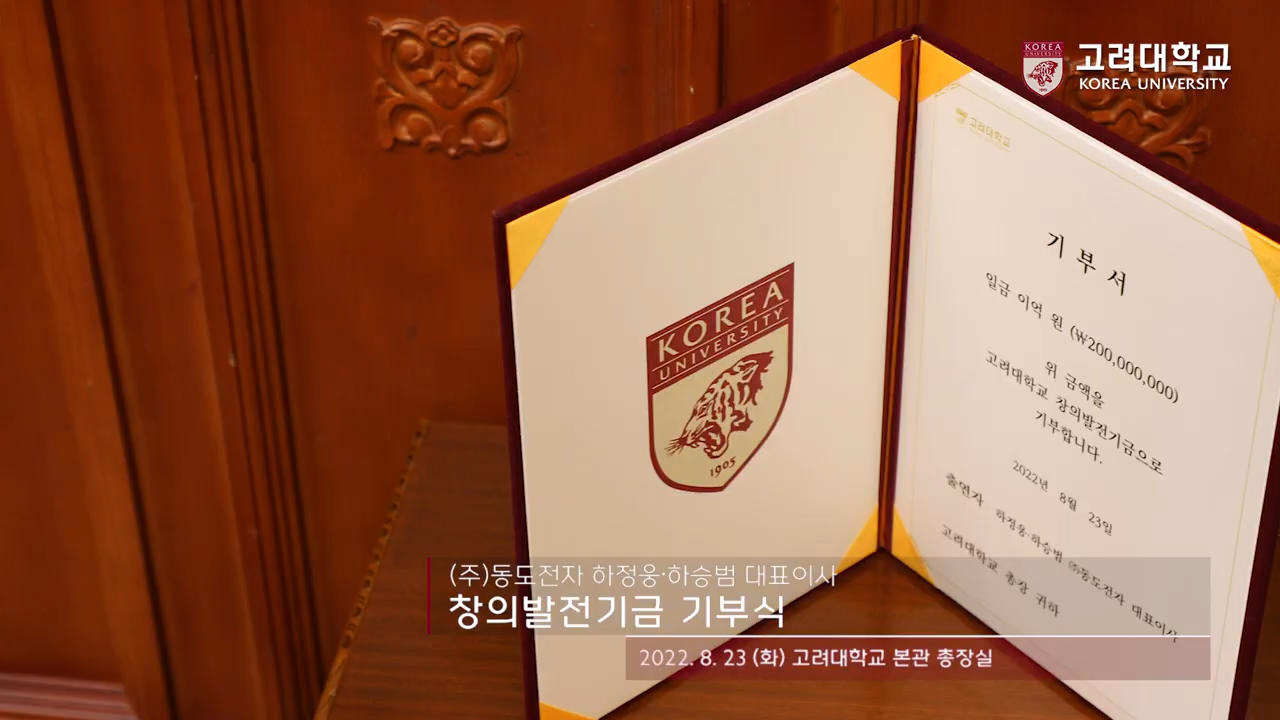 KOREA
UNIVERSITY
1905
고려대학교
KOREA UNIVERSITY
고려대학교
기 부 서
일금 이억 원 (₩200,000,000)
위 금액을
고려대학교 창의발전기금으로
기부합니다.
2022년 8월 23일
출연자 하정웅·하승범 ㈜동도전자 대표이사
고려대학교 총장 귀하
KOREA
UNIVERSITY
1905
(주)동도전자 하정웅·하승범 대표이사
창의발전기금 기부식
2022. 8. 23 (화) 고려대학교 본관 총장실